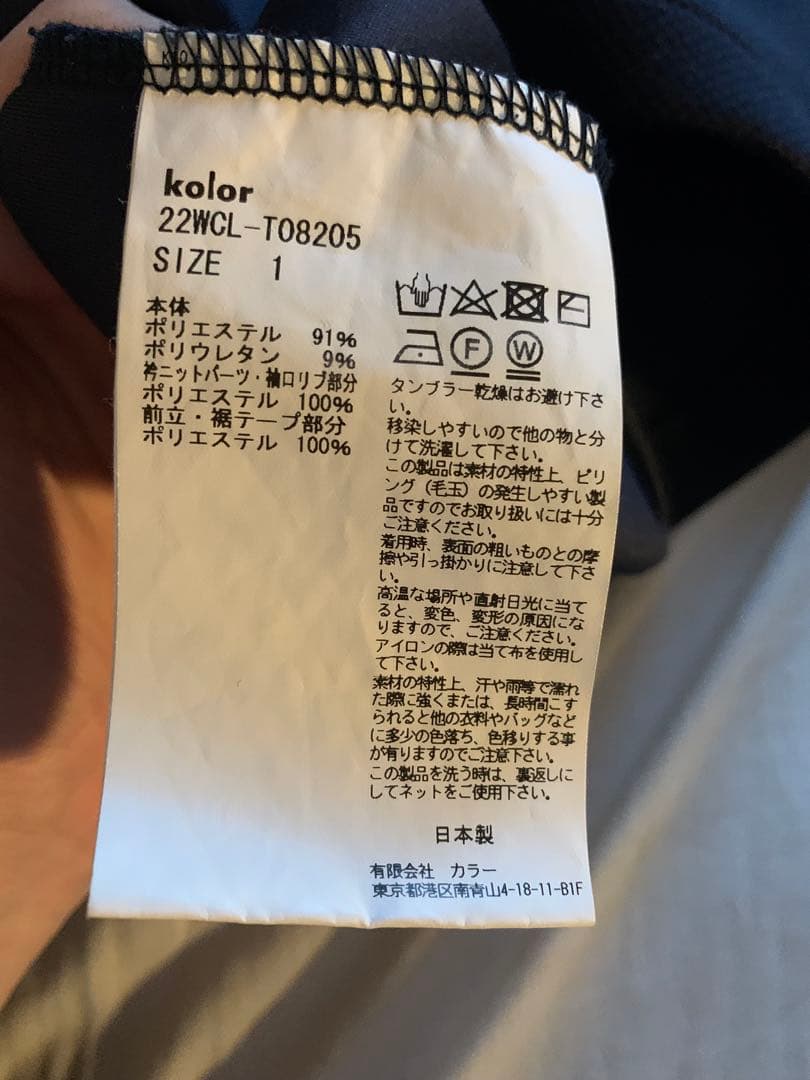 kolor
22WCL-T08205
SIZE 1
本体
ポリエステル 91%
ポリウレタン 9%
衿ニットパーツ・袖口リブ部分
ポリエステル 100%
前立・裾テープ部分
ポリエステル 100%
F
W
タンブラー乾燥はお避け下さ
い。
移染しやすいので他の物と分
けて洗濯して下さい。
この製品は素材の特性上、ピリ
ング(毛玉)の発生しやすい製
品ですのでお取り扱いには十分
ご注意ください。
着用時、表面の粗いものとの摩
擦や引っ掛かりに注意して下さ
い。
高温な場所や直射日光に当て
ると、変色、変形の原因にな
りますので、ご注意ください。
アイロンの際は当て布を使用し
て下さい。
素材の特性上、汗や雨等で濡れ
た際に強くまたは、長時間こす
られると他の衣料やバッグなど
に多少の色落ち、色移りする事
が有りますのでご注意下さい。
この製品を洗う時は、裏返しに
してネットをご使用下さい。
日本製
有限会社 カラー
東京都港区南青山4-18-11-B1F